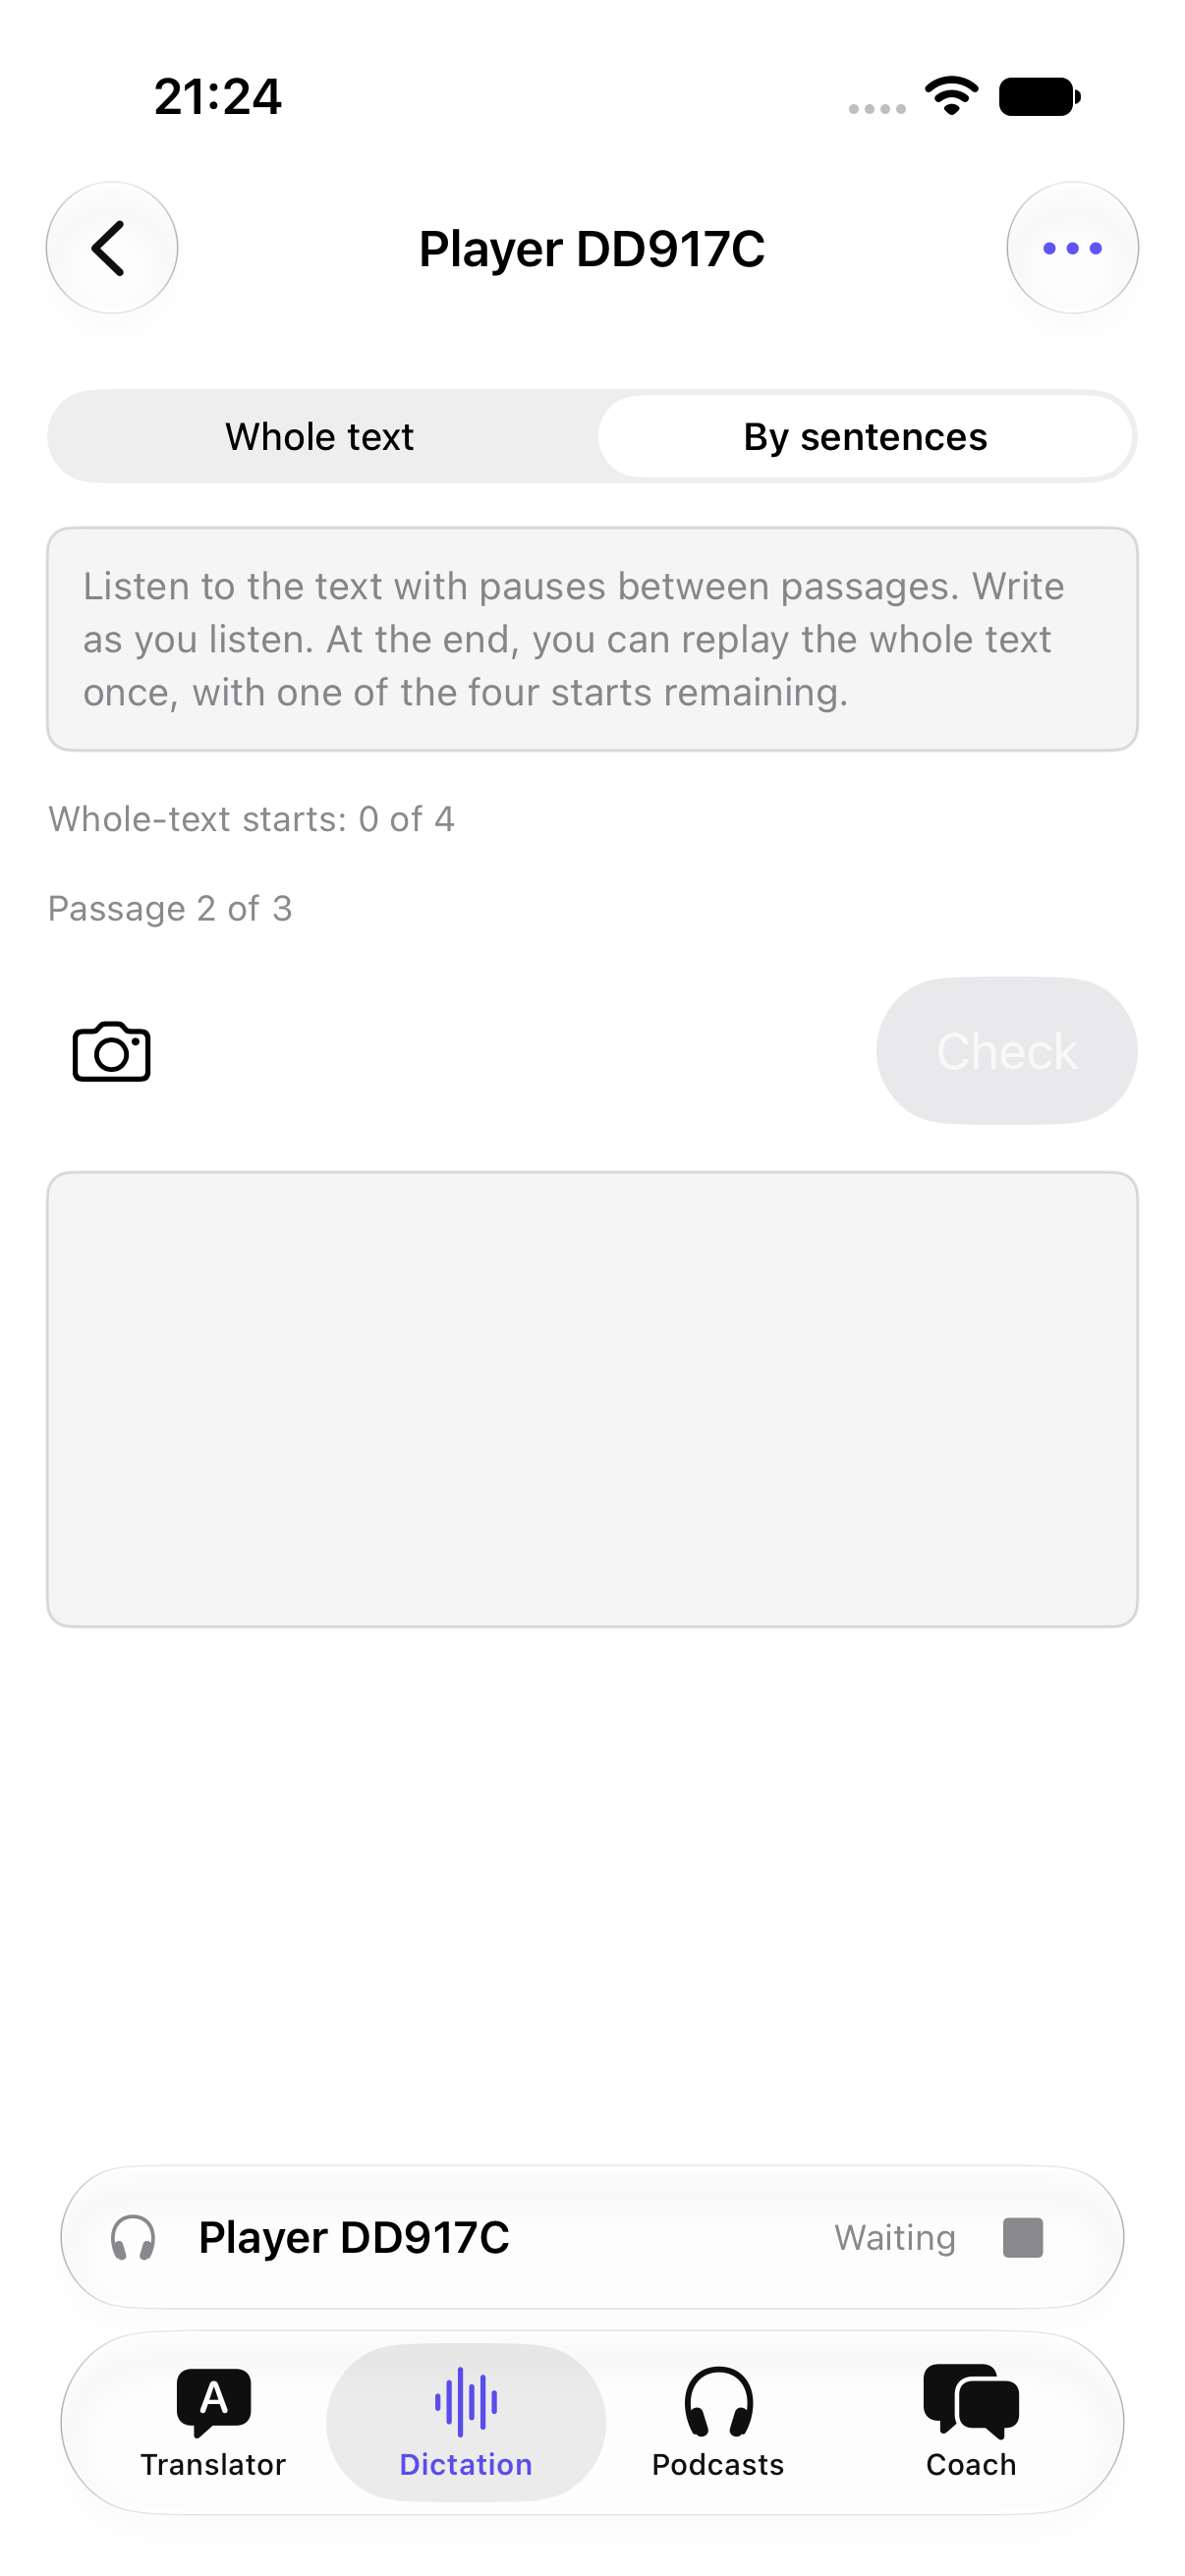 21:24
Player DD917C
Whole text
By sentences
Listen to the text with pauses between passages. Write
as you listen. At the end, you can replay the whole text
once, with one of the four starts remaining.
Whole-text starts: 0 of 4
Passage 2 of 3
Check
Player DD917C
Waiting
A
Translator
Dictation
Podcasts
Coach